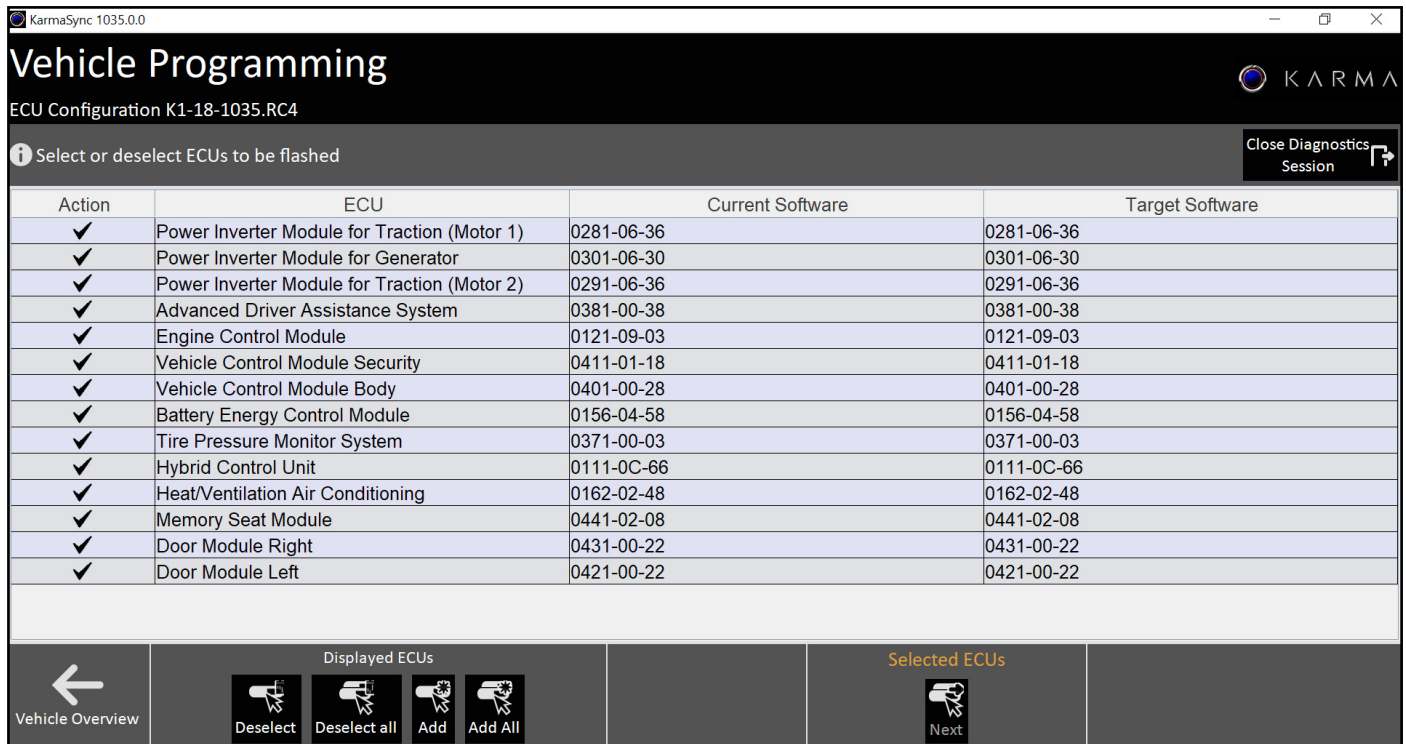 KarmaSync 1035.0.0
Vehicle Programming
KARMA
ECU Configuration K1-18-1035.RC4
Select or deselect ECUs to be flashed
Close Diagnostics
Session
Action ECU Current Software Target Software
Power Inverter Module for Traction (Motor 1) 0281-06-36 0281-06-36
Power Inverter Module for Generator 0301-06-30 0301-06-30
Power Inverter Module for Traction (Motor 2) 0291-06-36 0291-06-36
Advanced Driver Assistance System 0381-00-38 0381-00-38
Engine Control Module 0121-09-03 0121-09-03
Vehicle Control Module Security 0411-01-18 0411-01-18
Vehicle Control Module Body 0401-00-28 0401-00-28
Battery Energy Control Module 0156-04-58 0156-04-58
Tire Pressure Monitor System 0371-00-03 0371-00-03
Hybrid Control Unit 0111-0C-66 0111-0C-66
Heat/Ventilation Air Conditioning 0162-02-48 0162-02-48
Memory Seat Module 0441-02-08 0441-02-08
Door Module Right 0431-00-22 0431-00-22
Door Module Left 0421-00-22 0421-00-22
Displayed ECUs
Selected ECUs
Vehicle Overview
Deselect Deselect all Add Add All
Next